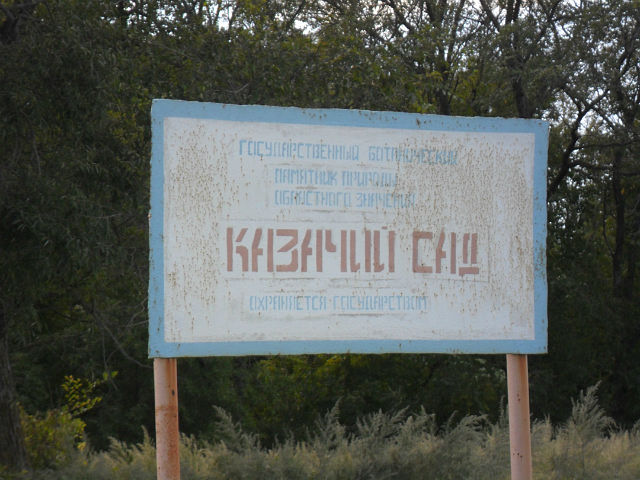 ГОСУДАРСТВЕННЫЙ БОТАНИЧЕСКИЙ
ПАМЯТНИК ПРИРОДЫ
ОБЛАСТНОГО ЗНАЧЕНИЯ
КАЗАЧИЙ САД
ОХРАНЯЕТСЯ ГОСУДАРСТВОМ